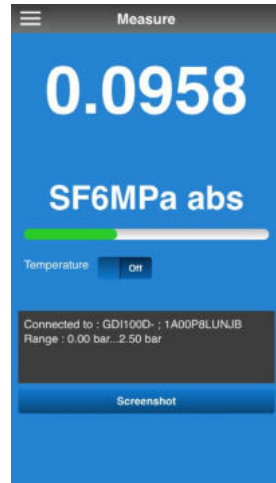 Measure
0.0958
SF6MPa abs
Temperature Off
Connected to : GDI100D- ; 1A00P8LUNJB
Range : 0.00 bar...2.50 bar
Screenshot